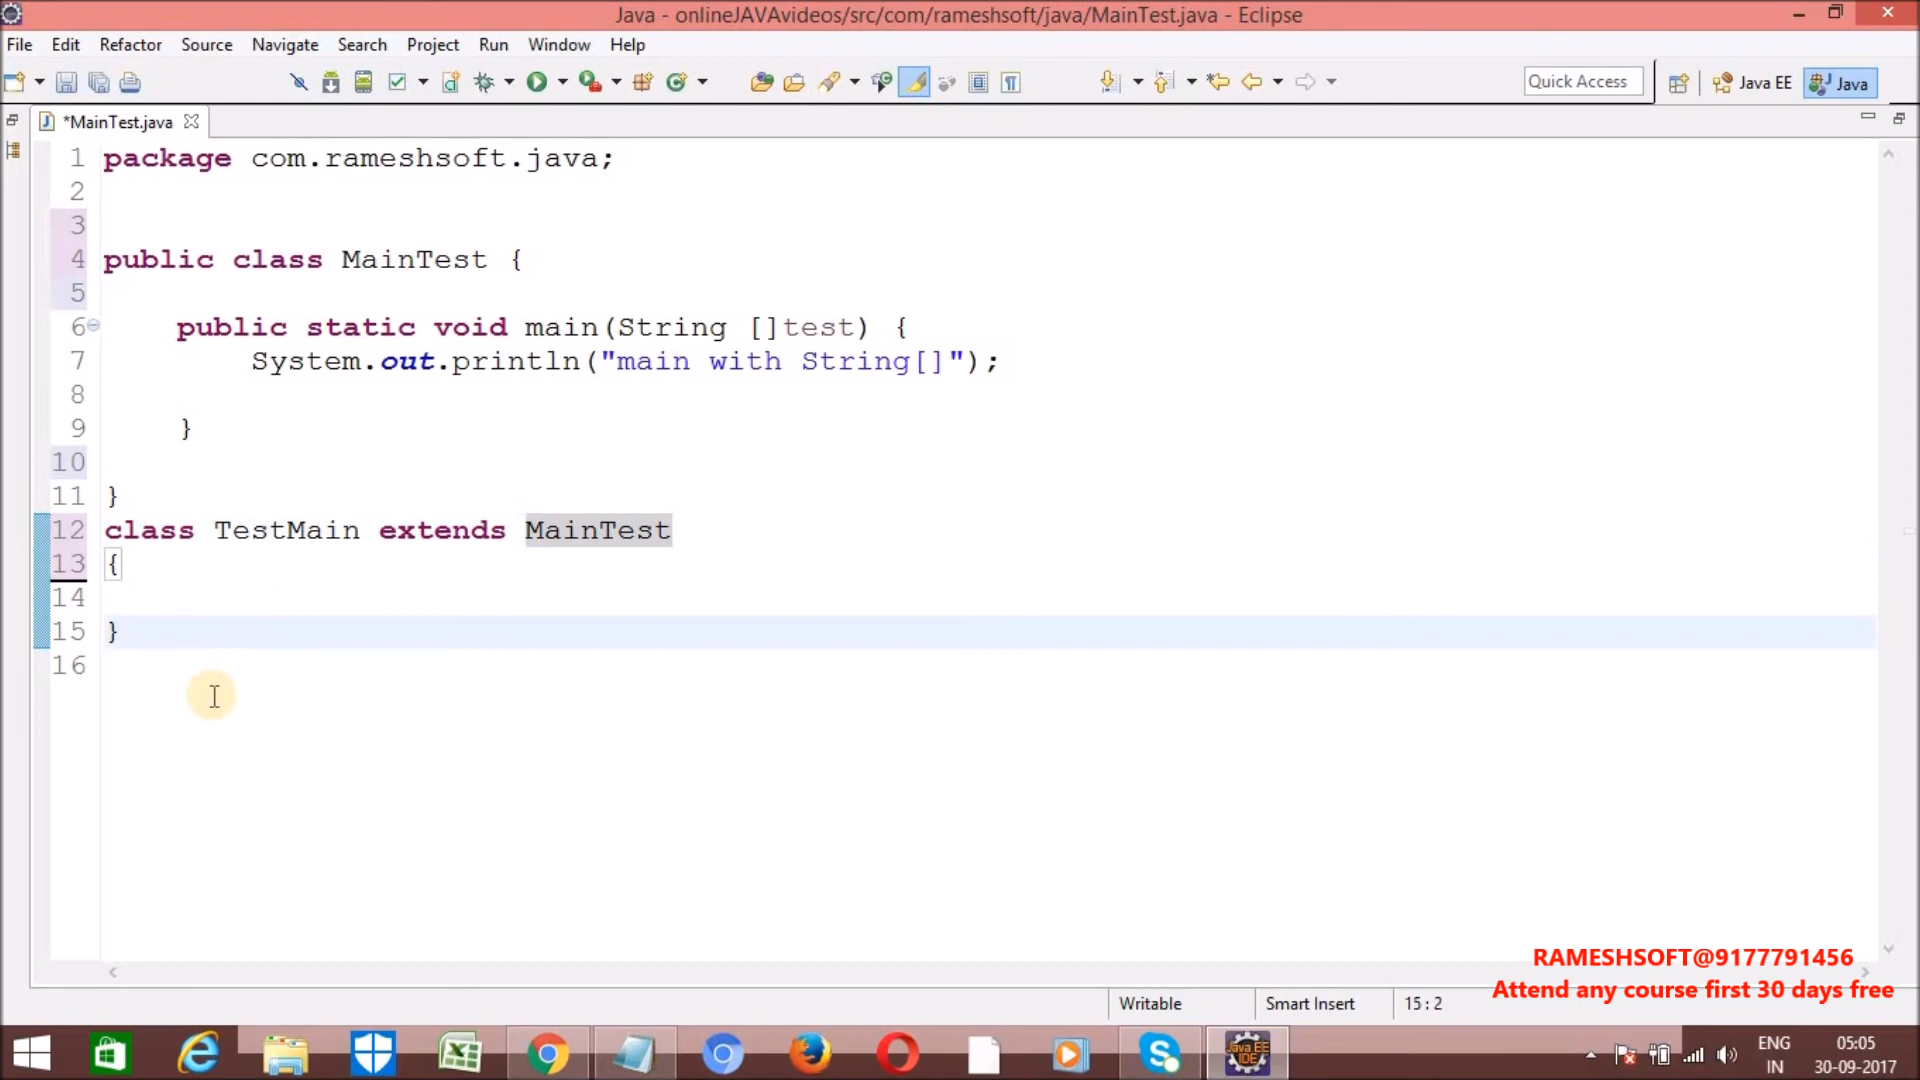 Java - onlineJAVAvideos/src/com/rameshsoft/java/MainTest.java - Eclipse
File Edit Refactor Source Navigate Search Project Run Window Help
Quick Access Java EE Java
*MainTest.java
1 package com.rameshsoft.java;
2
3
4 public class MainTest {
5
6 public static void main(String []test) {
7 System.out.println("main with String[]");
8
9 }
10
11 }
12 class TestMain extends MainTest
13 {
14
15 }
16
RAMESHSOFT@9177791456
Attend any course first 30 days free
Writable Smart Insert 15 : 2
Java EE
IDE
ENG
IN
05:05
30-09-2017